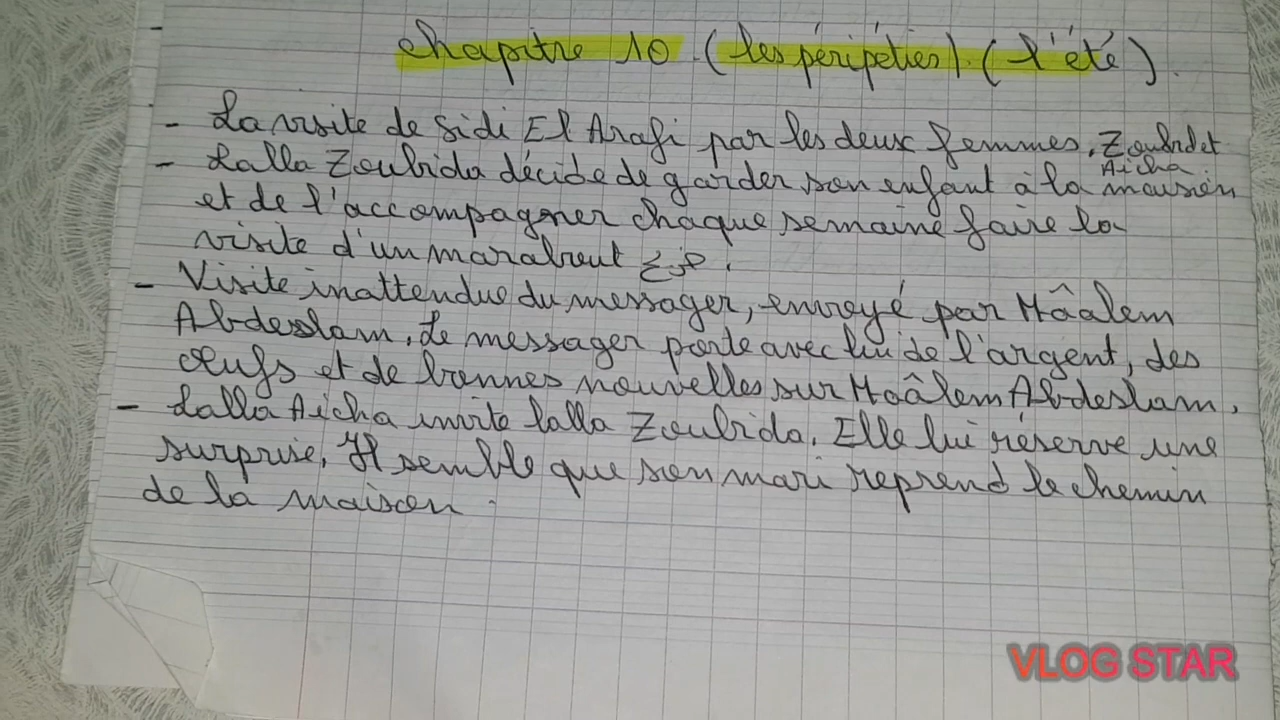 Chapitre 10. (les péripéties). (l'été).
- La visite de Sidi El Arafi par les deux femmes. Zoubid et
Aicha
- Lalla Zoubida décide de garder son enfant à la maison
et de l'accompagner chaque semaine faire la
visite d'un marabout
- Visite inattendue du messager, envoyé par Mâalem
Abdeslam. Le messager porte avec lui de l'argent, des
œufs et de bonnes nouvelles sur Maâlem Abdeslam.
- Lalla Aicha invite lalla Zoubida. Elle lui réserve une
surprise. Il semble que son mari reprend le chemin
de la maison.
VLOG STAR